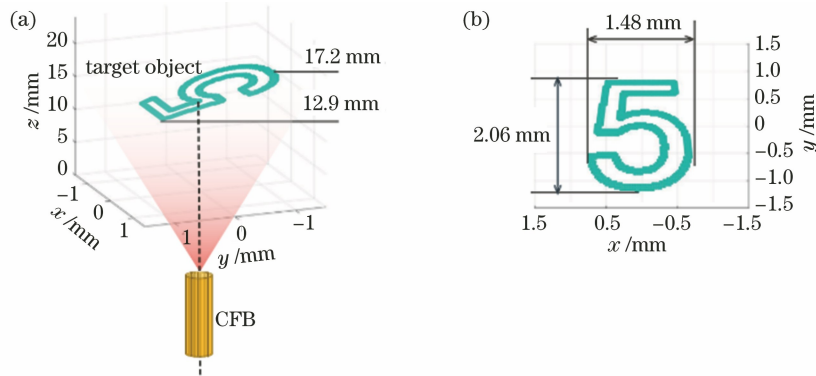 (a)
20
15
10
5
0
z /mm
target object
17.2 mm
12.9 mm
−1
0
1
x /mm
1
0
−1
y /mm
CFB
(b)
1.48 mm
2.06 mm
5
1.5
1.0
0.5
0
−0.5
−1.0
−1.5
y /mm
1.5
0.5
−0.5
−1.5
x /mm